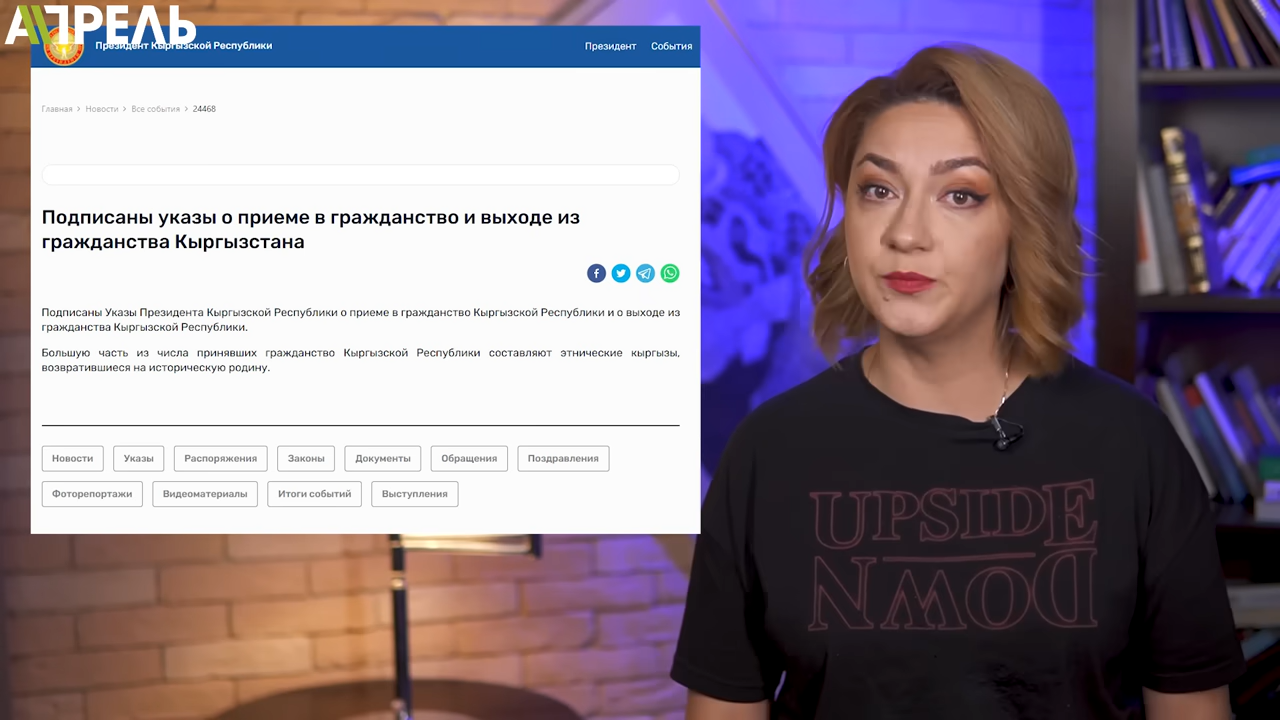 АПРЕЛЬ
Президент Кыргызской Республики
Президент События
Главная > Новости > Все события > 24468
Подписаны указы о приеме в гражданство и выходе из
гражданства Кыргызстана
Подписаны Указы Президента Кыргызской Республики о приеме в гражданство Кыргызской Республики и о выходе из
гражданства Кыргызской Республики.
Большую часть из числа принявших гражданство Кыргызской Республики составляют этнические кыргызы,
возвратившиеся на историческую родину.
Новости Указы Распоряжения Законы Документы Обращения Поздравления
Фоторепортажи Видеоматериалы Итоги событий Выступления
UPSIDE
DOWN